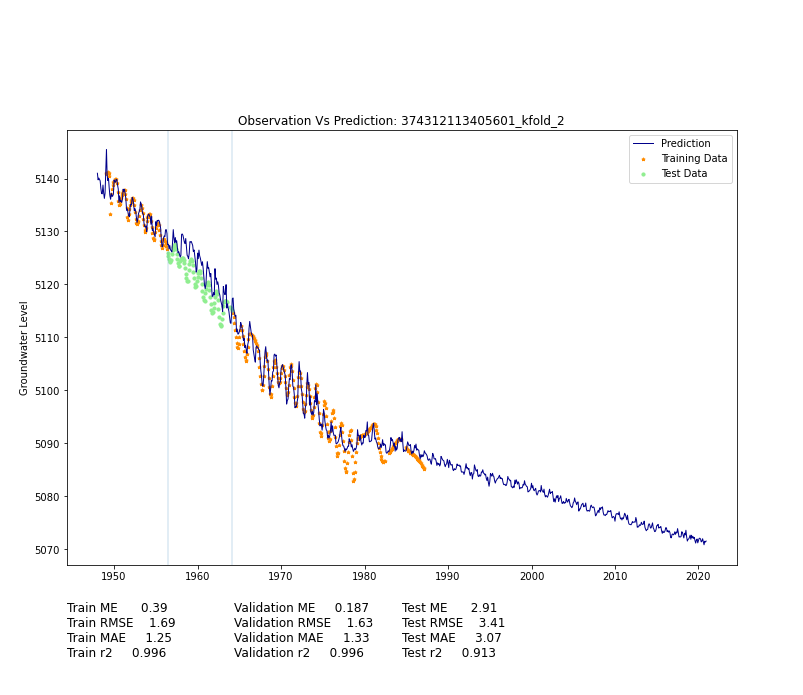 Observation Vs Prediction: 374312113405601_kfold_2
Prediction
Training Data
Test Data
Groundwater Level
5140
5130
5120
5110
5100
5090
5080
5070
1950 1960 1970 1980 1990 2000 2010 2020
Train ME 0.39 Validation ME 0.187 Test ME 2.91
Train RMSE 1.69 Validation RMSE 1.63 Test RMSE 3.41
Train MAE 1.25 Validation MAE 1.33 Test MAE 3.07
Train r2 0.996 Validation r2 0.996 Test r2 0.913